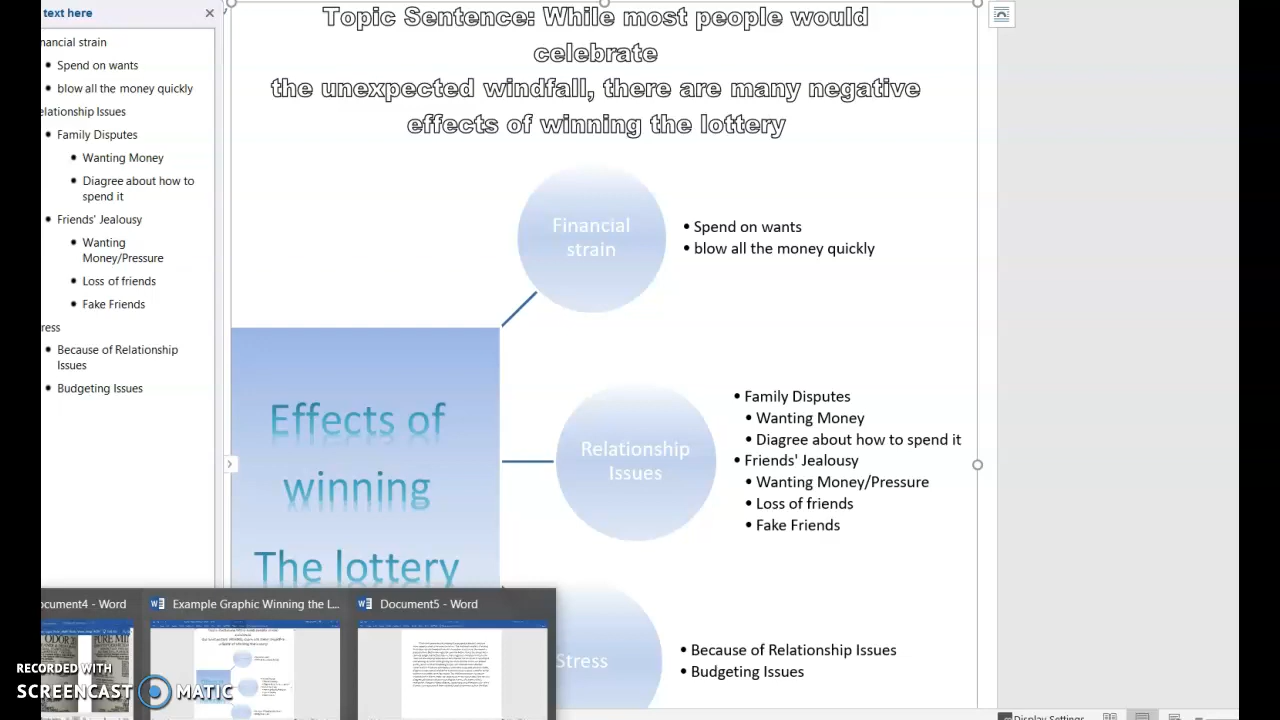 text here
nancial strain
Spend on wants
blow all the money quickly
elationship Issues
Family Disputes
Wanting Money
Diagree about how to
spend it
Friends' Jealousy
Wanting
Money/Pressure
Loss of friends
Fake Friends
ress
Because of Relationship
Issues
Budgeting Issues
Topic Sentence: While most people would
celebrate
the unexpected windfall, there are many negative
effects of winning the lottery
Financial
strain
• Spend on wants
• blow all the money quickly
Effects of
winning
The lottery
Relationship
Issues
• Family Disputes
• Wanting Money
• Diagree about how to spend it
• Friends' Jealousy
• Wanting Money/Pressure
• Loss of friends
• Fake Friends
Stress
• Because of Relationship Issues
• Budgeting Issues
ocument4 - Word
Example Graphic Winning the L...
Document5 - Word
RECORDED WITH
SCREENCAST MATIC
Display Settings